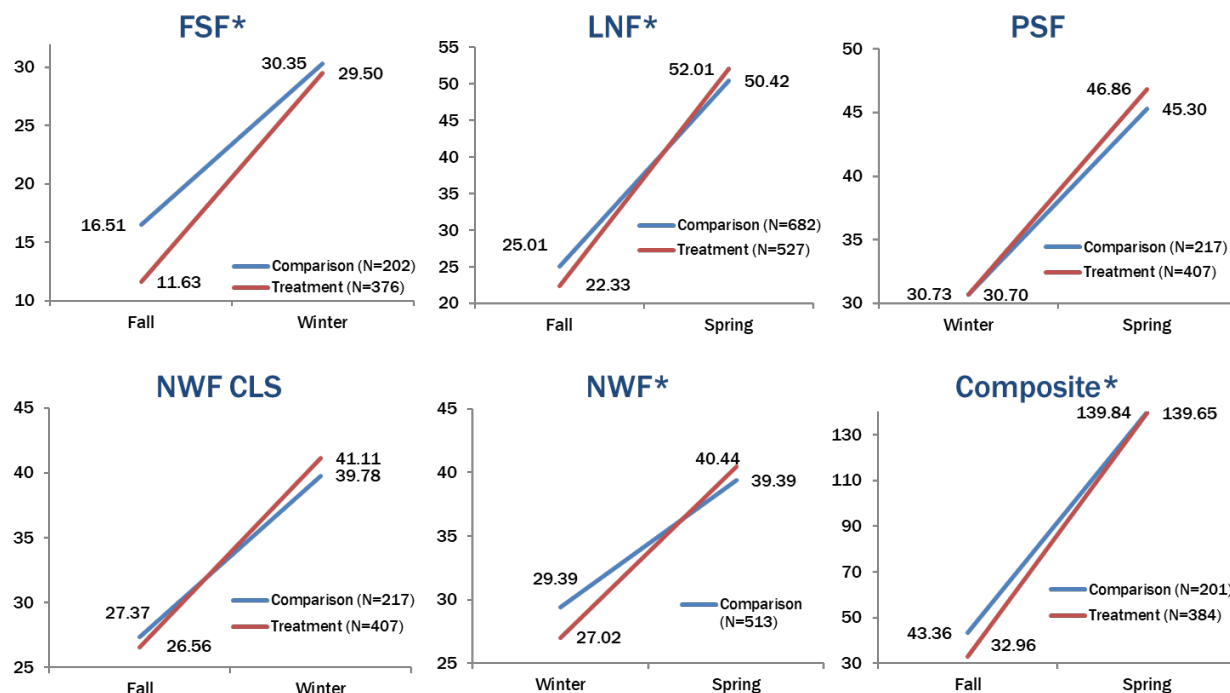 FSF*
30
25
20
15
10
30.35
29.50
16.51
11.63
Comparison (N=202)
Treatment (N=376)
Fall
Winter
LNF*
55
50
45
40
35
30
25
20
52.01
50.42
25.01
22.33
Comparison (N=682)
Treatment (N=527)
Fall
Spring
PSF
50
45
40
35
30
46.86
45.30
30.73
30.70
Comparison (N=217)
Treatment (N=407)
Winter
Spring
NWF CLS
45
40
35
30
25
41.11
39.78
27.37
26.56
Comparison (N=217)
Treatment (N=407)
Fall
Winter
NWF*
45
40
35
30
25
40.44
39.39
29.39
27.02
Comparison
(N=513)
Winter
Spring
Composite*
130
110
90
70
50
30
139.84
139.65
43.36
32.96
Comparison (N=201)
Treatment (N=384)
Fall
Spring